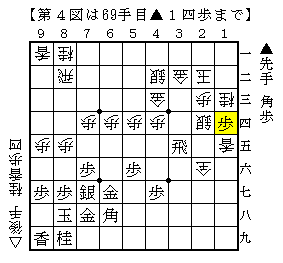 【第４図は69手目▲１四歩まで】
９ ８ ７ ６ ５ ４ ３ ２ １
香 桂 一
飛 銀 金 玉 二
金 歩 桂 三
歩 歩 歩 歩 銀 歩 四
歩 歩 飛 香 五
歩 歩 金 六
歩 歩 銀 金 歩 七
玉 金 角 八
香 桂 九
▲先手 角歩
△後手 桂香歩四